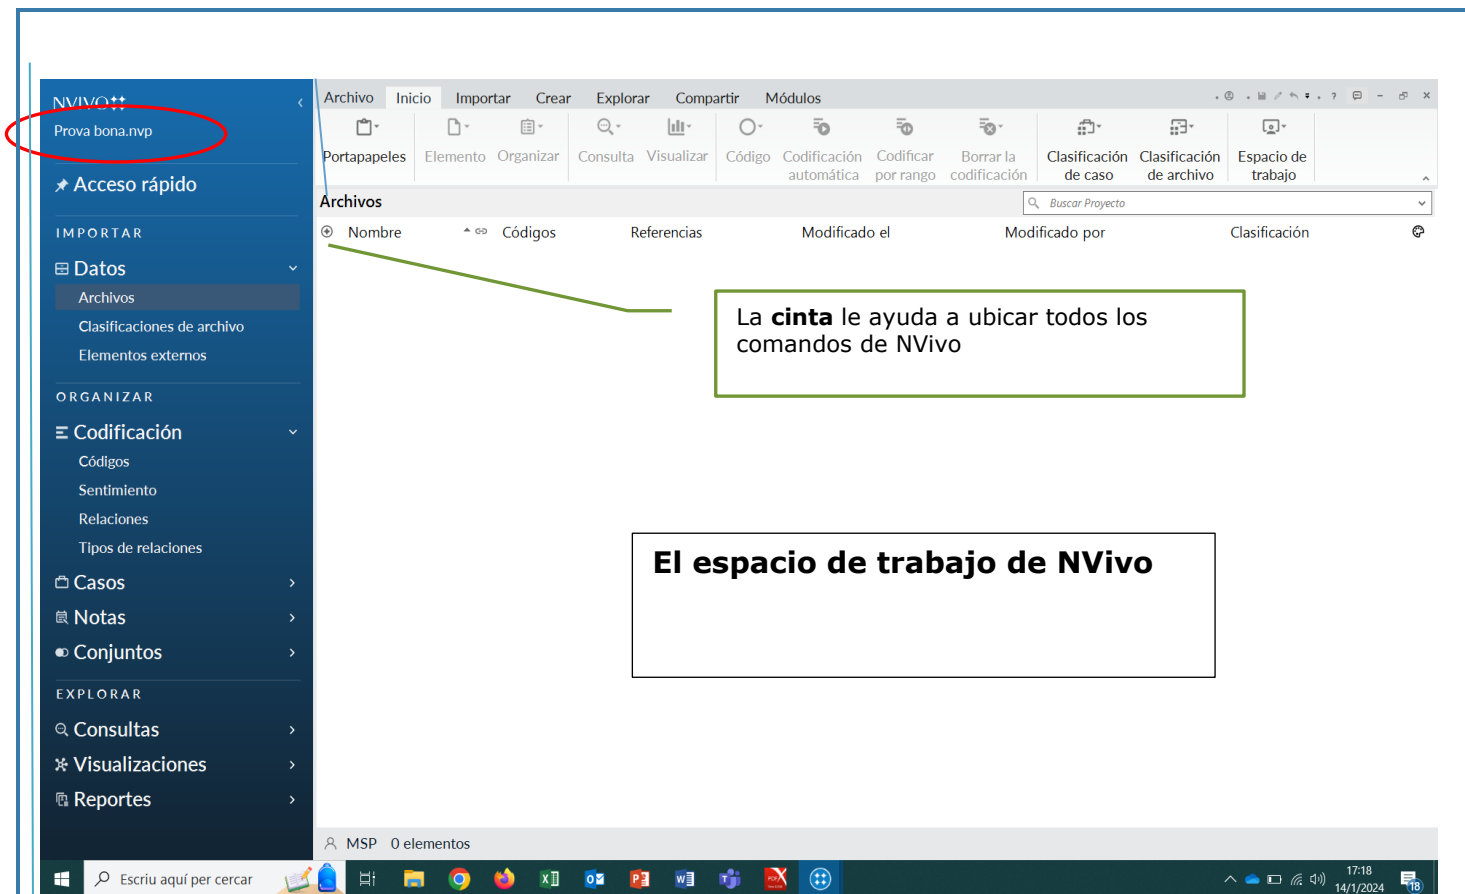 NVIVO
Prova bona.nvp
Acceso rápido
IMPORTAR
Datos
Archivos
Clasificaciones de archivo
Elementos externos
ORGANIZAR
Codificación
Códigos
Sentimiento
Relaciones
Tipos de relaciones
Casos
Notas
Conjuntos
EXPLORAR
Consultas
Visualizaciones
Reportes
Archivo Inicio Importar Crear Explorar Compartir Módulos
Portapapeles Elemento Organizar Consulta Visualizar Código Codificación automática Codificar por rango Borrar la codificación Clasificación de caso Clasificación de archivo Espacio de trabajo
Archivos
Buscar Proyecto
Nombre Códigos Referencias Modificado el Modificado por Clasificación
La cinta le ayuda a ubicar todos los
comandos de NVivo
El espacio de trabajo de NVivo
MSP 0 elementos
Escriu aquí per cercar
17:18
14/1/2024
18